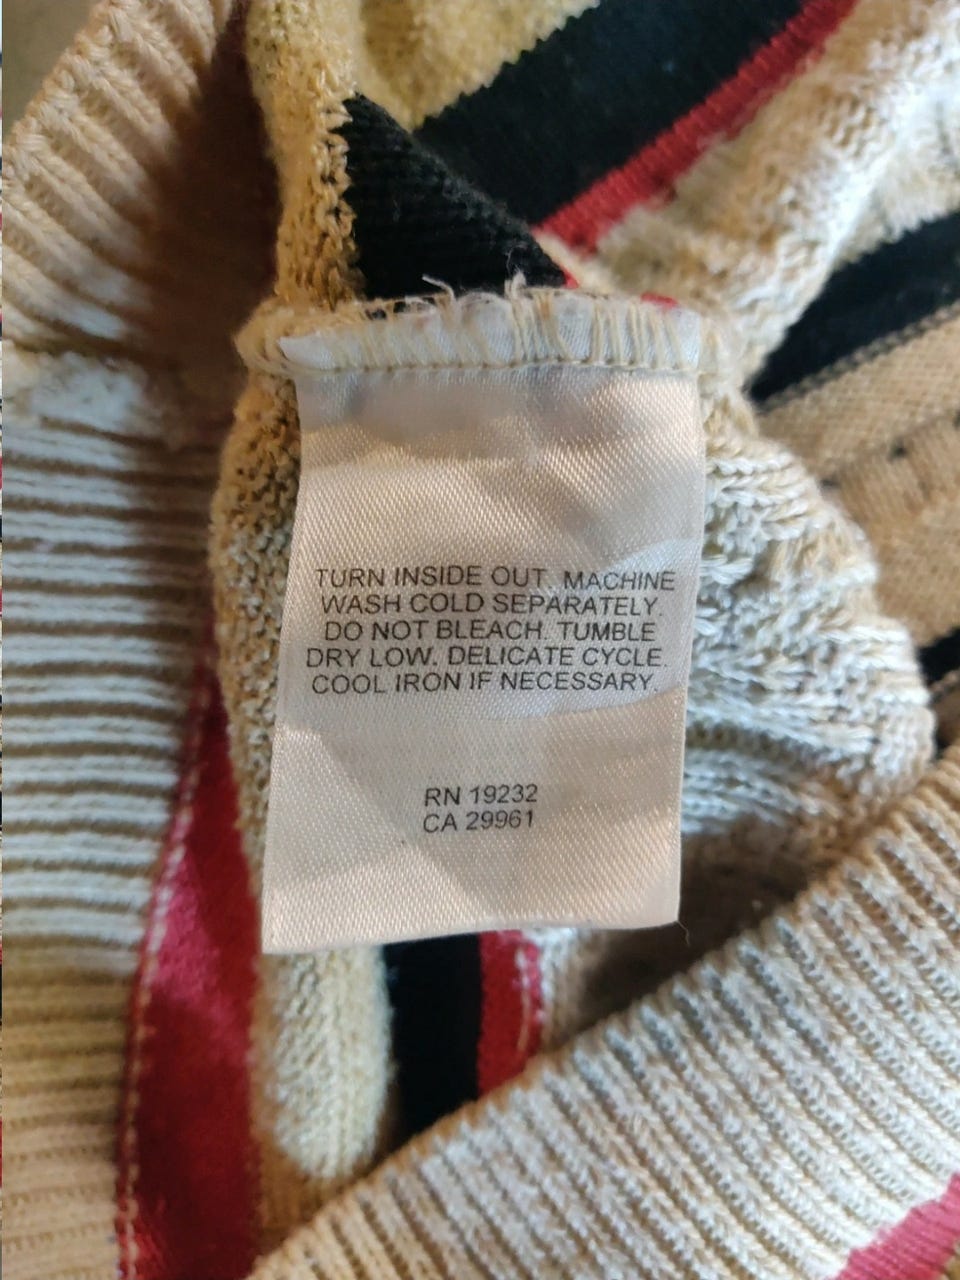 TURN INSIDE OUT. MACHINE
WASH COLD SEPARATELY.
DO NOT BLEACH. TUMBLE
DRY LOW. DELICATE CYCLE.
COOL IRON IF NECESSARY.
RN 19232
CA 29961